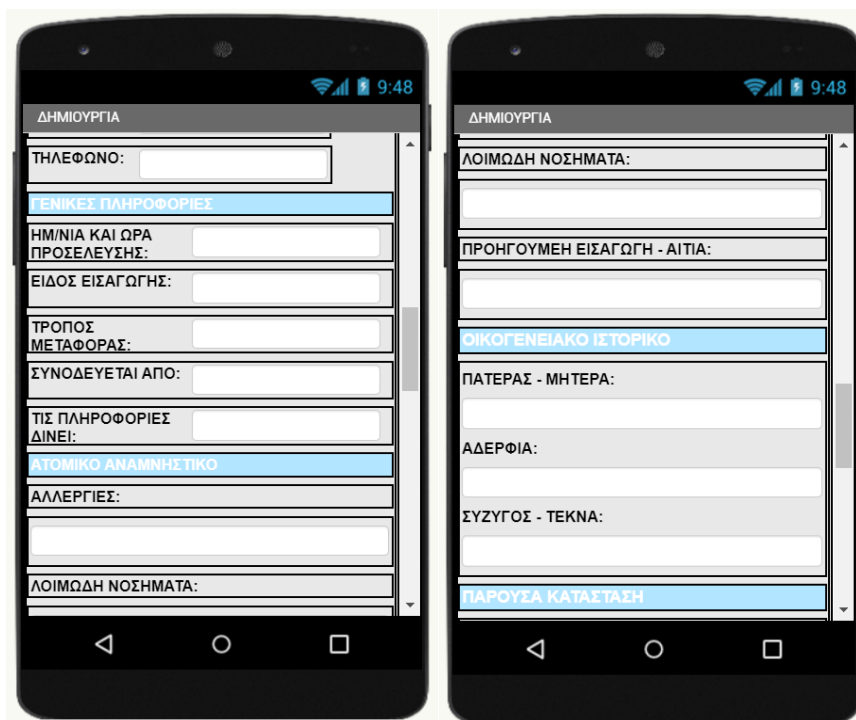 9:48
ΔΗΜΙΟΥΡΓΙΑ
ΤΗΛΕΦΩΝΟ:
ΓΕΝΙΚΕΣ ΠΛΗΡΟΦΟΡΙΕΣ
ΗΜ/ΝΙΑ ΚΑΙ ΩΡΑ
ΠΡΟΣΕΛΕΥΣΗΣ:
ΕΙΔΟΣ ΕΙΣΑΓΩΓΗΣ:
ΤΡΟΠΟΣ
ΜΕΤΑΦΟΡΑΣ:
ΣΥΝΟΔΕΥΕΤΑΙ ΑΠΟ:
ΤΙΣ ΠΛΗΡΟΦΟΡΙΕΣ
ΔΙΝΕΙ:
ΑΤΟΜΙΚΟ ΑΝΑΜΝΗΣΤΙΚΟ
ΑΛΛΕΡΓΙΕΣ:
ΛΟΙΜΩΔΗ ΝΟΣΗΜΑΤΑ:
9:48
ΔΗΜΙΟΥΡΓΙΑ
ΛΟΙΜΩΔΗ ΝΟΣΗΜΑΤΑ:
ΠΡΟΗΓΟΥΜΕΗ ΕΙΣΑΓΩΓΗ - ΑΙΤΙΑ:
ΟΙΚΟΓΕΝΕΙΑΚΟ ΙΣΤΟΡΙΚΟ
ΠΑΤΕΡΑΣ - ΜΗΤΕΡΑ:
ΑΔΕΡΦΙΑ:
ΣΥΖΥΓΟΣ - ΤΕΚΝΑ:
ΠΑΡΟΥΣΑ ΚΑΤΑΣΤΑΣΗ